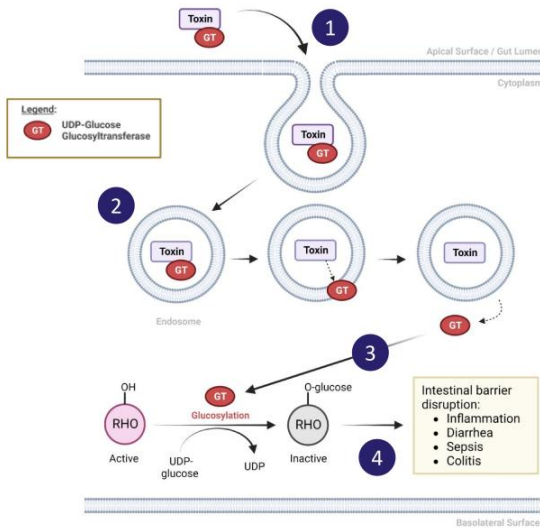 Toxin
GT
1
Apical Surface / Gut Lumen
Cytoplasm
Legend:
GT
UDP-Glucose
Glucosyltransferase
Toxin
GT
2
Toxin
GT
Toxin
GT
Toxin
GT
Endosome
3
OH
GT
O-glucose
RHO
Glucosylation
RHO
Active
UDP-
glucose
UDP
Inactive
4
Intestinal barrier
disruption:
• Inflammation
• Diarrhea
• Sepsis
• Colitis
Basolateral Surface